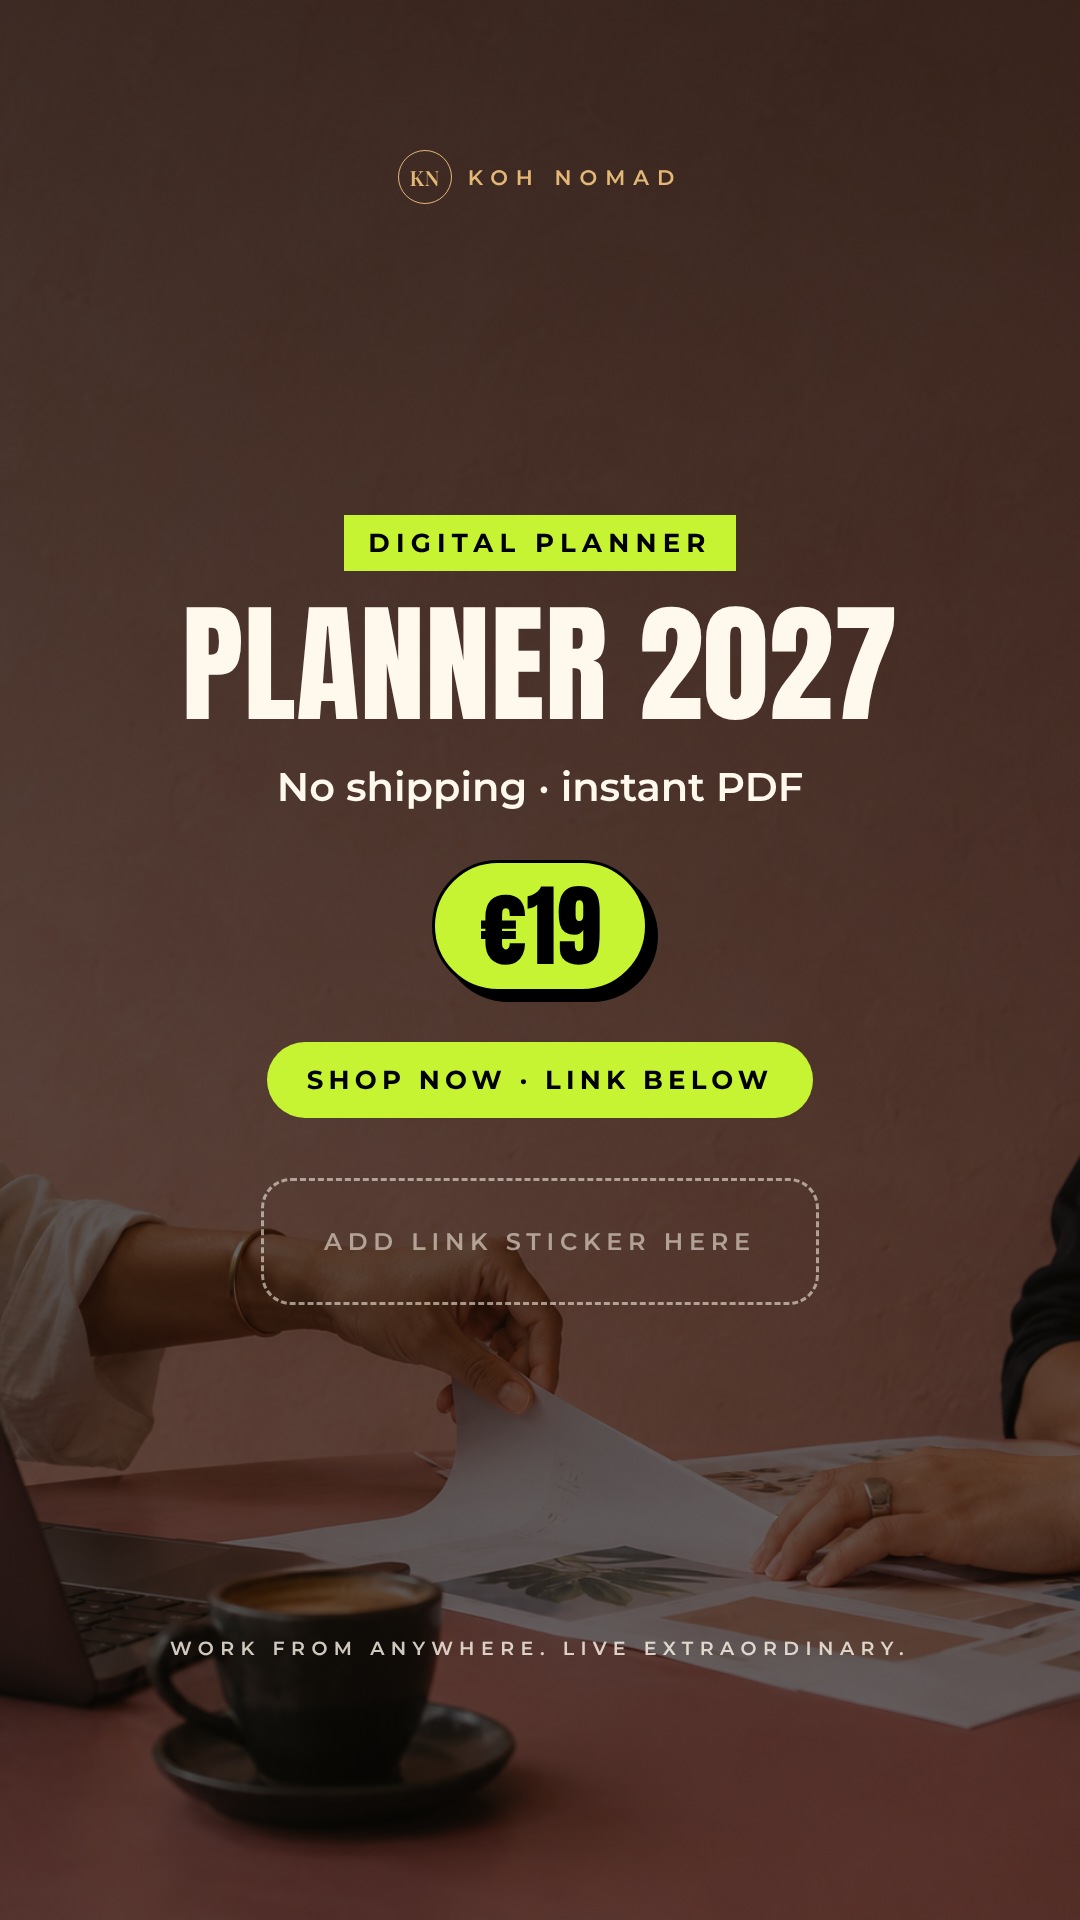 KN KOH NOMAD
DIGITAL PLANNER
PLANNER 2027
No shipping · instant PDF
€19
SHOP NOW · LINK BELOW
ADD LINK STICKER HERE
WORK FROM ANYWHERE. LIVE EXTRAORDINARY.